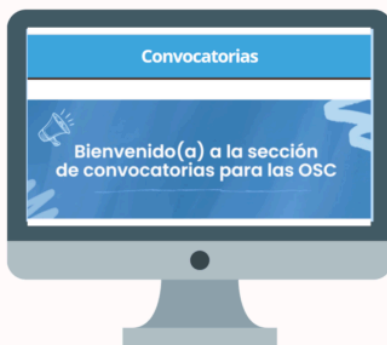 Convocatorias
Bienvenido(a) a la sección
de convocatorias para las OSC